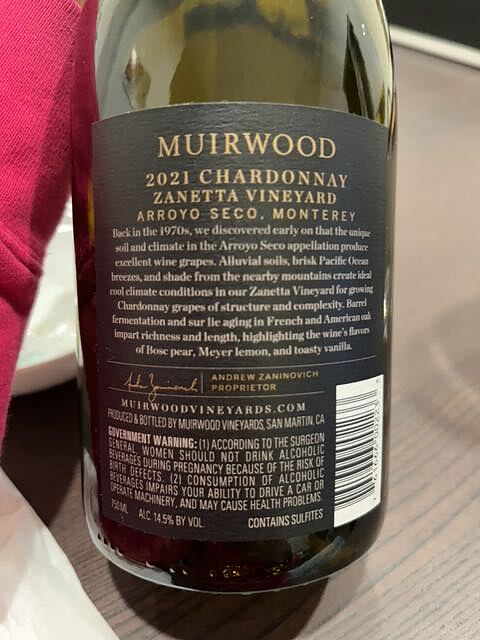 MUIRWOOD
2021 CHARDONNAY
ZANETTA VINEYARD
ARROYO SECO, MONTEREY
Back in the 1970s, we discovered early on that the unique
soil and climate in the Arroyo Seco appellation produce
excellent wine grapes. Alluvial soils, brisk Pacific Ocean
breezes, and shade from the nearby mountains create ideal
cool climate conditions in our Zanetta Vineyard for growing
Chardonnay grapes of structure and complexity. Barrel
fermentation and sur lie aging in French and American oak
impart richness and length, highlighting the wine's flavors
of Bosc pear, Meyer lemon, and toasty vanilla.
ANDREW ZANINOVICH
PROPRIETOR
MUIRWOODVINEYARDS.COM
PRODUCED & BOTTLED BY MUIRWOOD VINEYARDS, SAN MARTIN, CA
GOVERNMENT WARNING: (1) ACCORDING TO THE SURGEON
GENERAL, WOMEN SHOULD NOT DRINK ALCOHOLIC
BEVERAGES DURING PREGNANCY BECAUSE OF THE RISK OF
BIRTH DEFECTS. (2) CONSUMPTION OF ALCOHOLIC
BEVERAGES IMPAIRS YOUR ABILITY TO DRIVE A CAR OR
OPERATE MACHINERY, AND MAY CAUSE HEALTH PROBLEMS.
750 ML ALC. 14.5% BY VOL. CONTAINS SULFITES